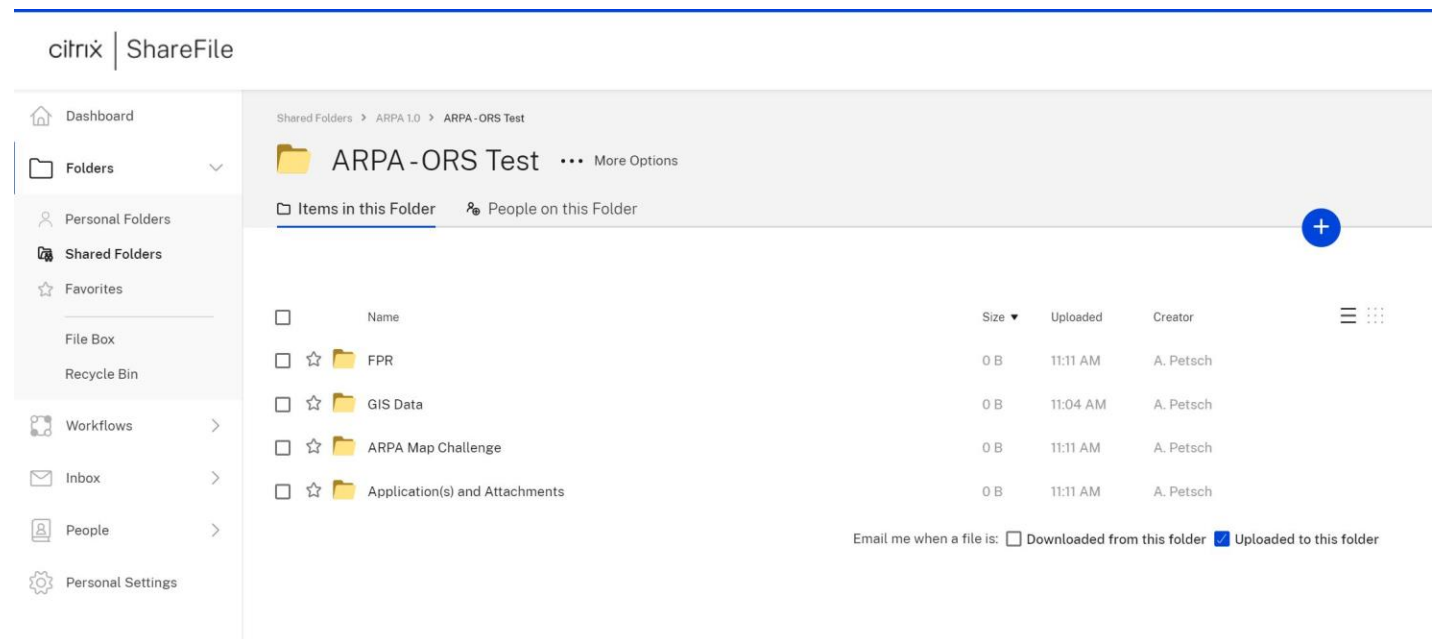 citrix | ShareFile
Dashboard
Folders
Personal Folders
Shared Folders
Favorites
File Box
Recycle Bin
Workflows
Inbox
People
Personal Settings
Shared Folders > ARPA 1.0 > ARPA-ORS Test
ARPA-ORS Test ••• More Options
Items in this Folder People on this Folder
+
Name Size ▼ Uploaded Creator
FPR 0 B 11:11 AM A. Petsch
GIS Data 0 B 11:04 AM A. Petsch
ARPA Map Challenge 0 B 11:11 AM A. Petsch
Application(s) and Attachments 0 B 11:11 AM A. Petsch
Email me when a file is: Downloaded from this folder Uploaded to this folder